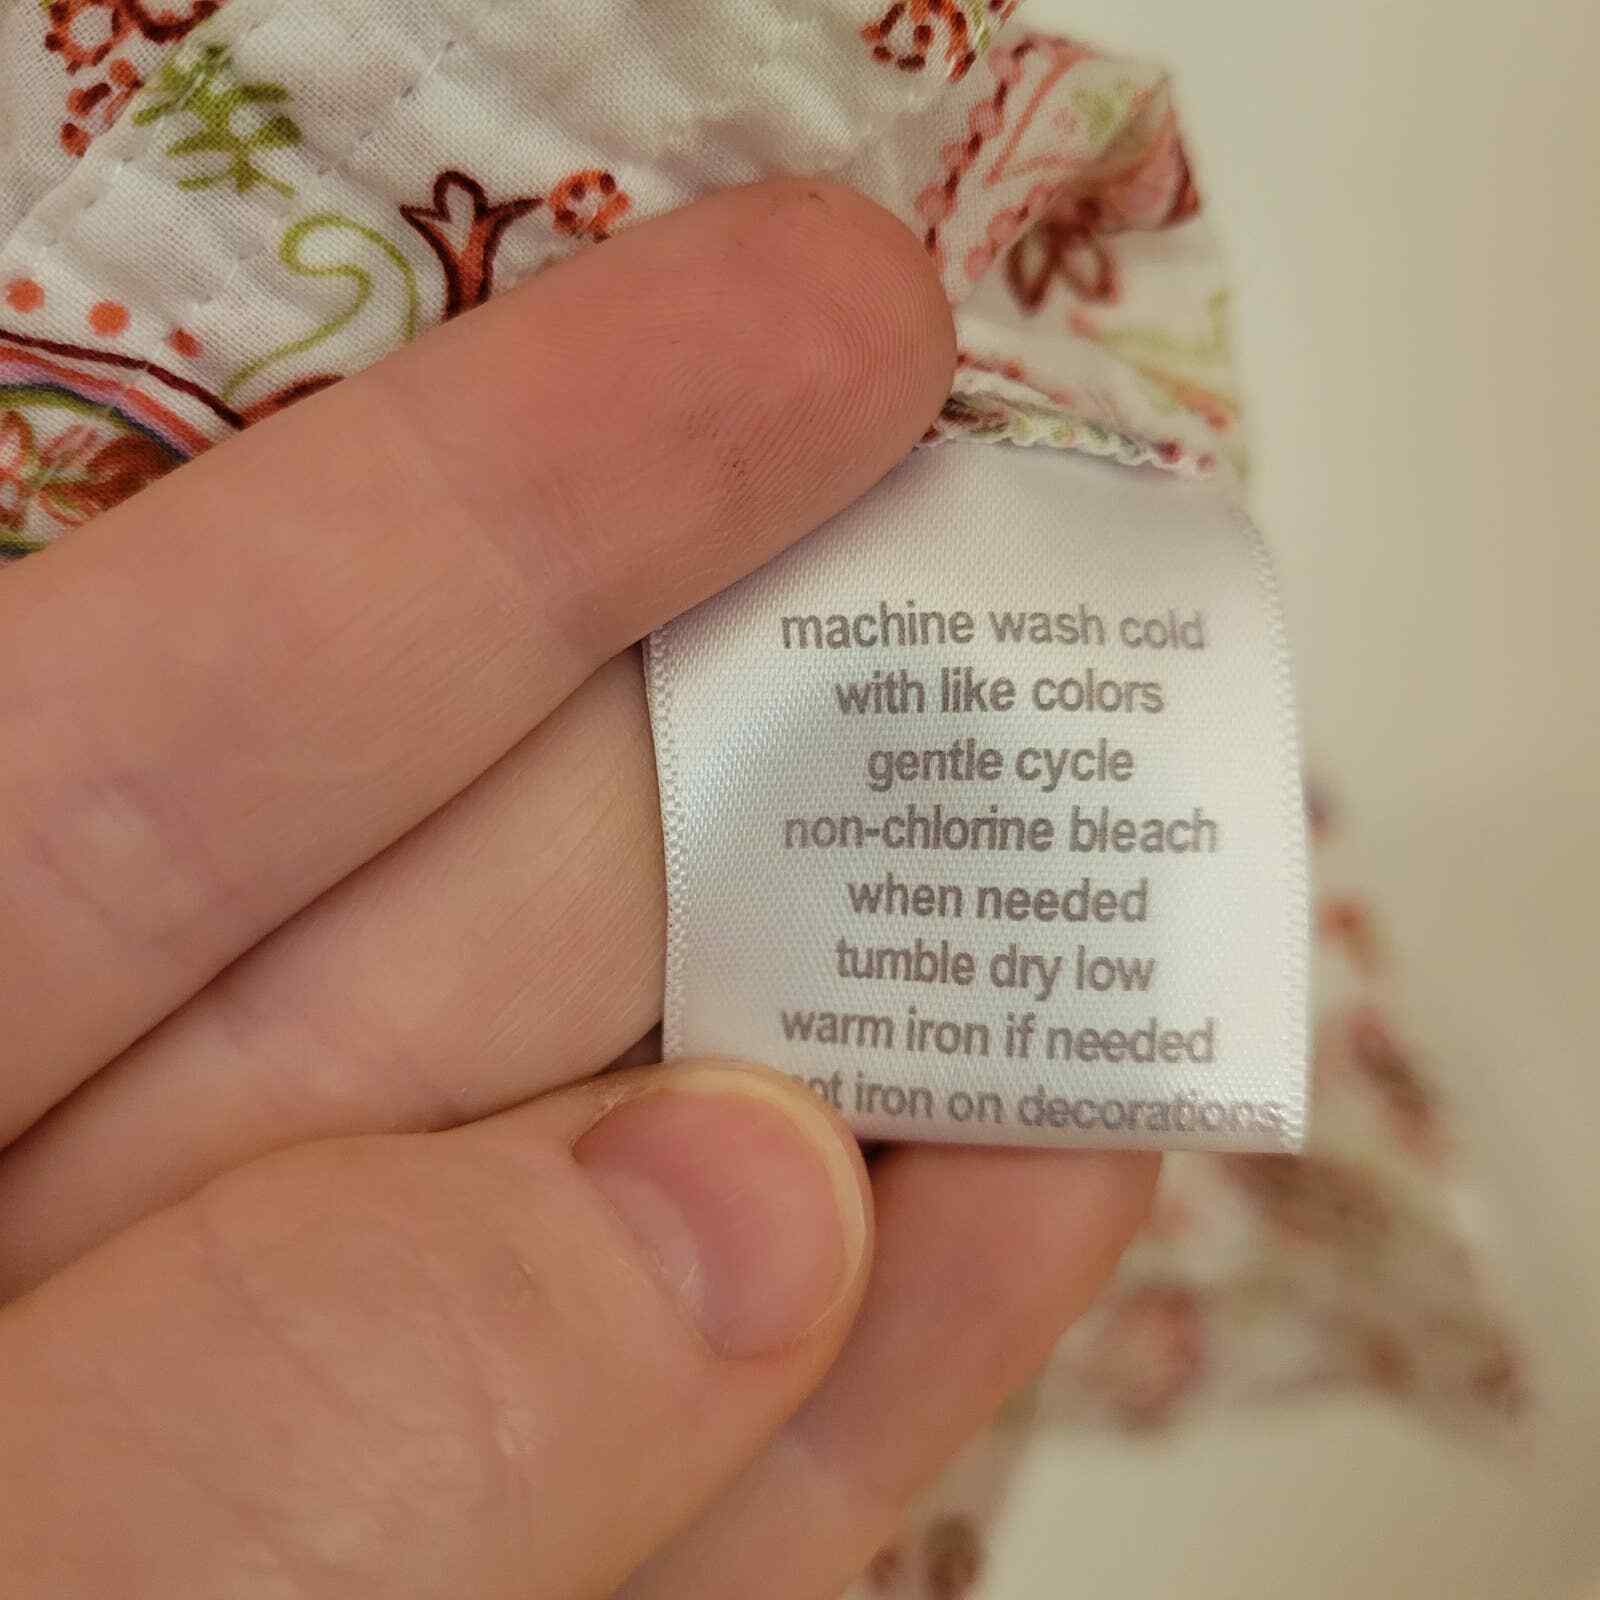 machine wash cold
with like colors
gentle cycle
non-chlorine bleach
when needed
tumble dry low
warm iron if needed
iron on decorations